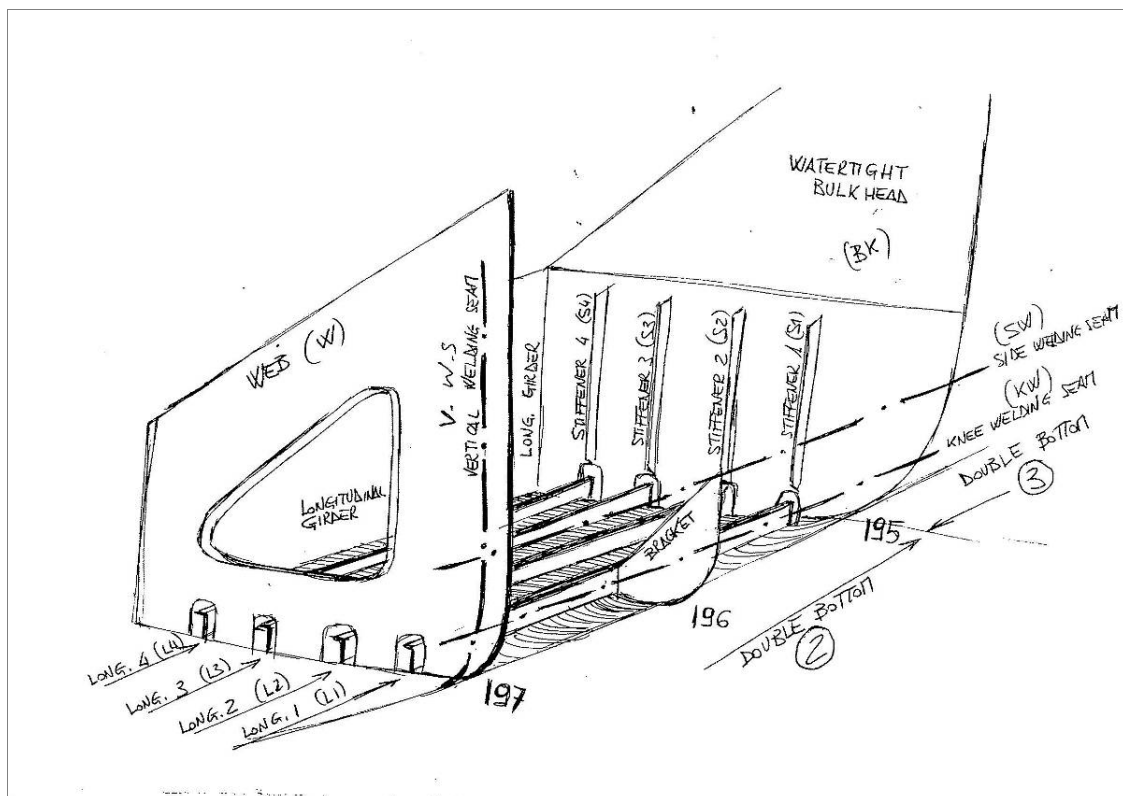 WATERTIGHT
BULKHEAD
(BK)
WEB (W)
V. W. S
VERTICAL WELDING SEAM
LONG. GIRDER
STIFFENER 4 (S4)
STIFFENER 3 (S3)
STIFFENER 2 (S2)
STIFFENER 1 (S1)
(SW)
SIDE WELDING SEAM
(KW)
KNEE WELDING SEAM
DOUBLE BOTTOM
3
LONGITUDINAL
GIRDER
BRACKET
195
196
DOUBLE BOTTOM
2
197
LONG. 4 (L4)
LONG. 3 (L3)
LONG. 2 (L2)
LONG. 1 (L1)